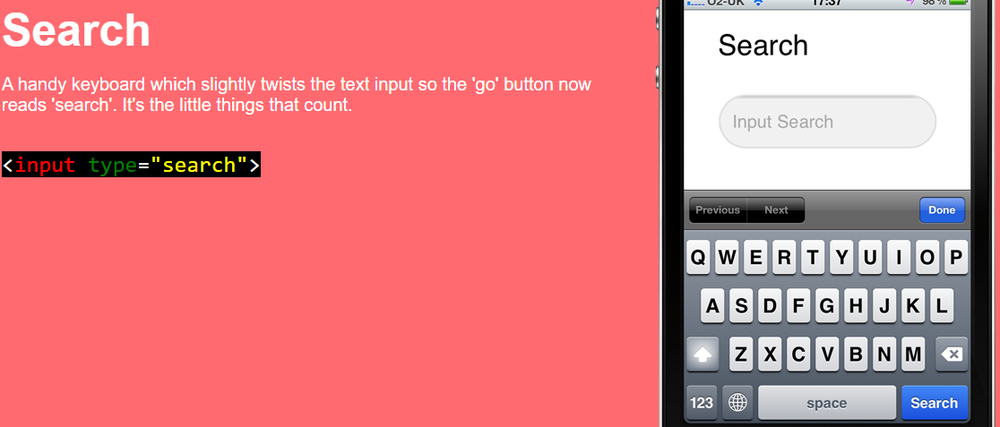 Search
A handy keyboard which slightly twists the text input so the 'go' button now
reads 'search'. It's the little things that count.
<input type="search">
O2-UK 17:37 98%
Search
Input Search
Previous Next Done
Q W E R T Y U I O P
A S D F G H J K L
Z X C V B N M
123 space Search